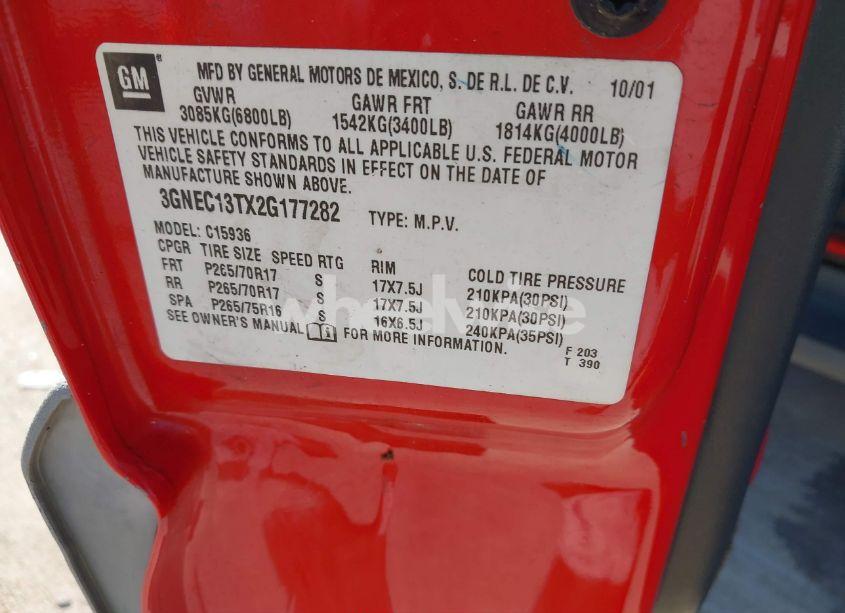 GM
MFD BY GENERAL MOTORS DE MEXICO, S. DE R.L. DE C.V. 10/01
GVWR GAWR FRT GAWR RR
3085KG(6800LB) 1542KG(3400LB) 1814KG(4000LB)
THIS VEHICLE CONFORMS TO ALL APPLICABLE U.S. FEDERAL MOTOR
VEHICLE SAFETY STANDARDS IN EFFECT ON THE DATE OF
MANUFACTURE SHOWN ABOVE.
3GNEC13TX2G177282 TYPE: M.P.V.
MODEL: C15936
CPGR TIRE SIZE SPEED RTG RIM COLD TIRE PRESSURE
FRT P265/70R17 S 17X7.5J 210KPA(30PSI)
RR P265/70R17 S 17X7.5J 210KPA(30PSI)
SPA P265/75R16 S 16X6.5J 240KPA(35PSI)
SEE OWNER'S MANUAL FOR MORE INFORMATION.
F 203
T 390
wheelwise